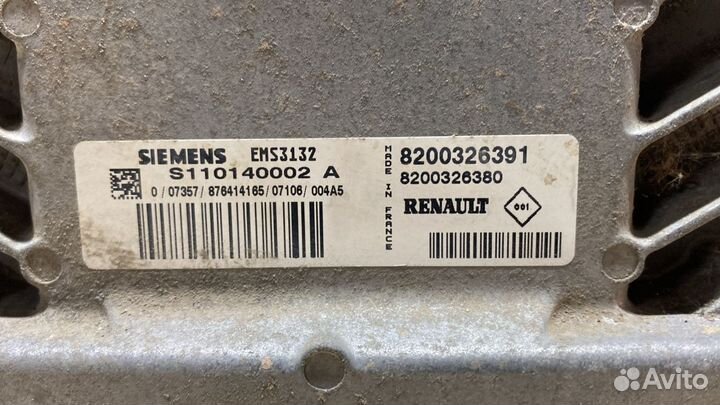 SIEMENS EMS3132
S110140002 A
0 / 07357 / 876414165 / 07106 / 004A5
MADE IN FRANCE
8200326391
8200326380
RENAULT
001
Avito